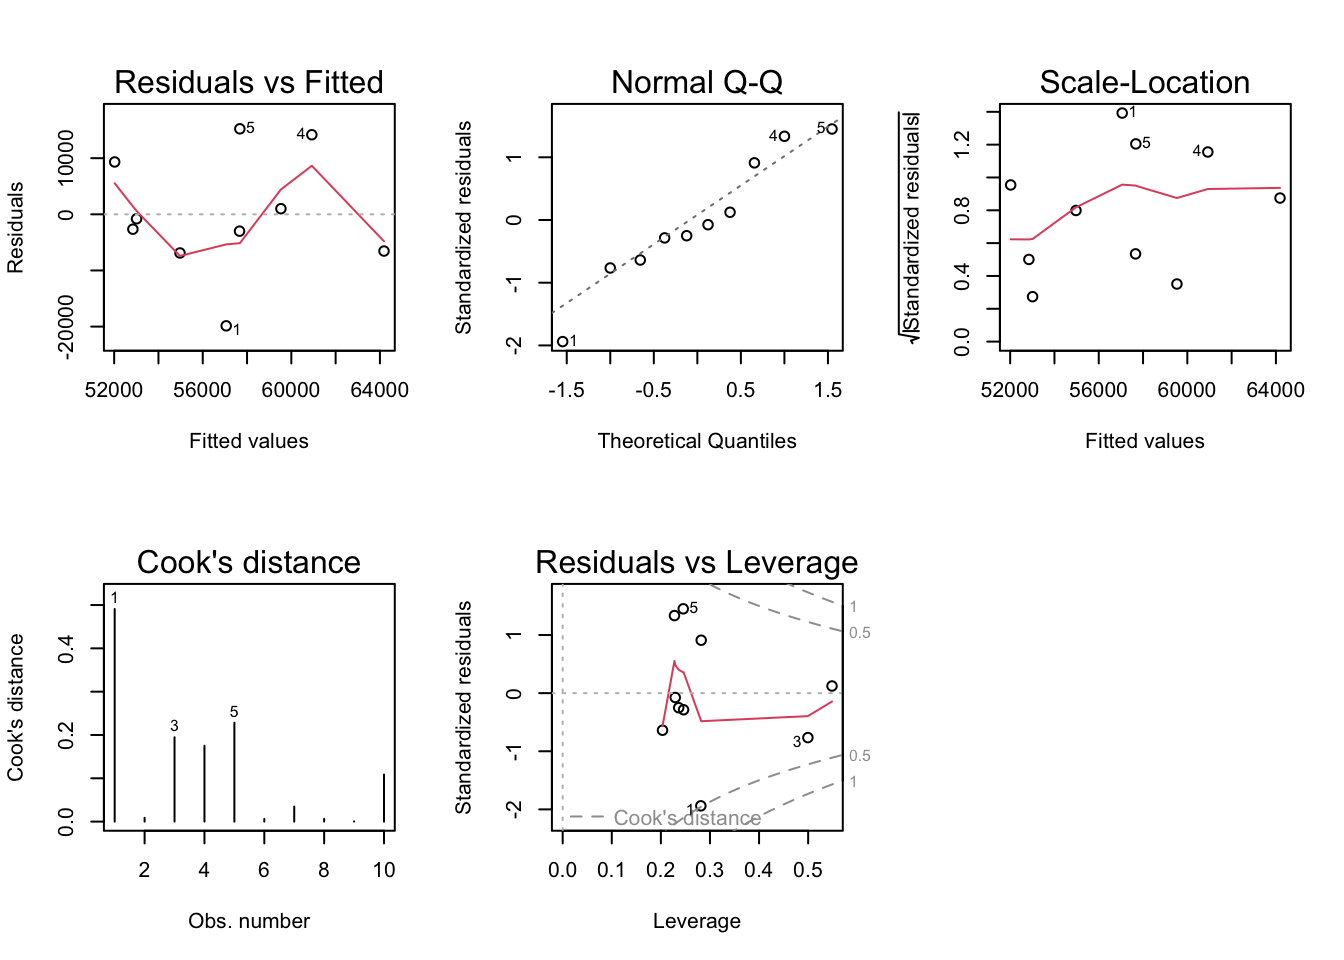 Residuals vs Fitted
Residuals
-20000 0 10000
5
4
1
52000 56000 60000 64000
Fitted values
Normal Q-Q
Standardized residuals
-2 -1 0 1
4
5
1
-1.5 -0.5 0.5 1.5
Theoretical Quantiles
Scale-Location
√|Standardized residuals|
0.0 0.4 0.8 1.2
1
5
4
52000 56000 60000 64000
Fitted values
Cook's distance
Cook's distance
0.0 0.2 0.4
1
3
5
2 4 6 8 10
Obs. number
Residuals vs Leverage
Standardized residuals
-2 -1 0 1
5
3
1
1
0.5
0.5
1
Cook's distance
0.0 0.1 0.2 0.3 0.4 0.5
Leverage